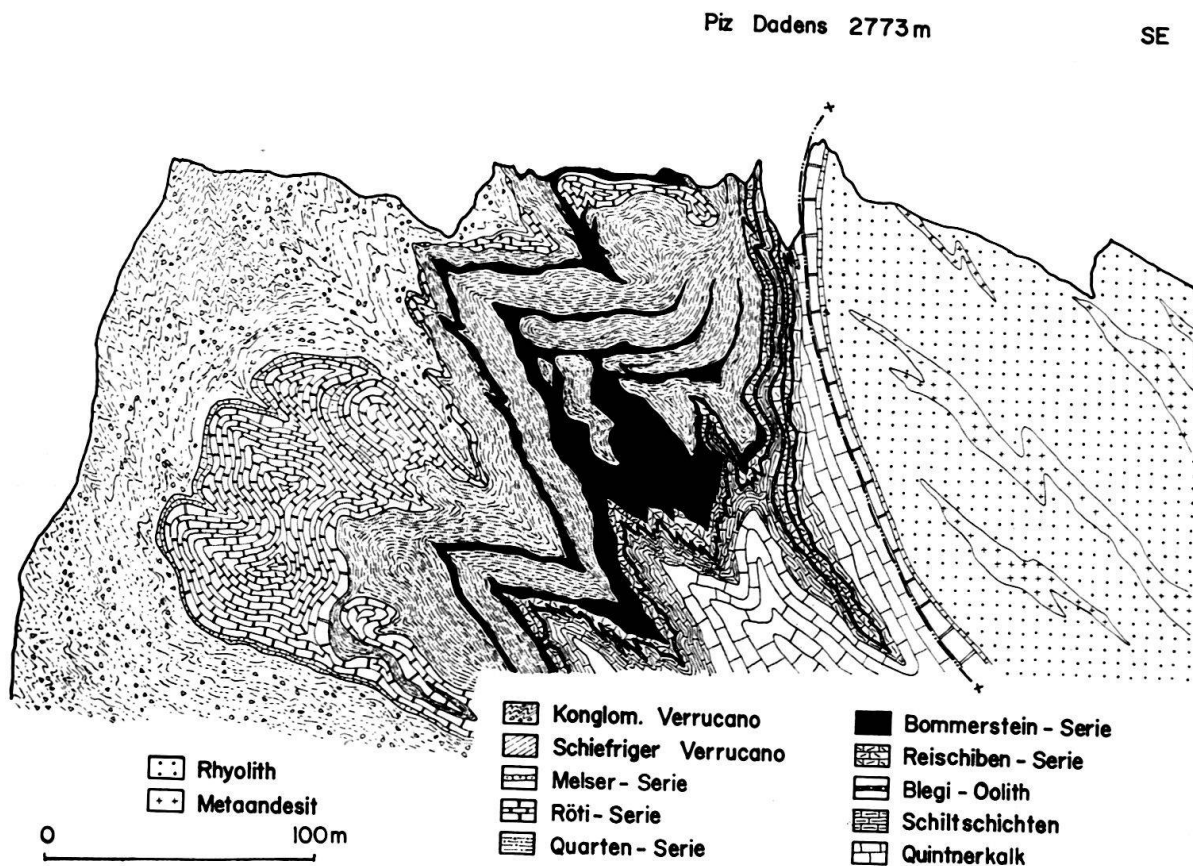 Piz Dadens 2773m
SE
Konglom. Verrucano
Schiefriger Verrucano
Melser-Serie
Röti-Serie
Quarten-Serie
Bommerstein-Serie
Reischiben-Serie
Blegi-Oolith
Schiltschichten
Quintnerkalk
Rhyolith
Metaandesit
0 100m